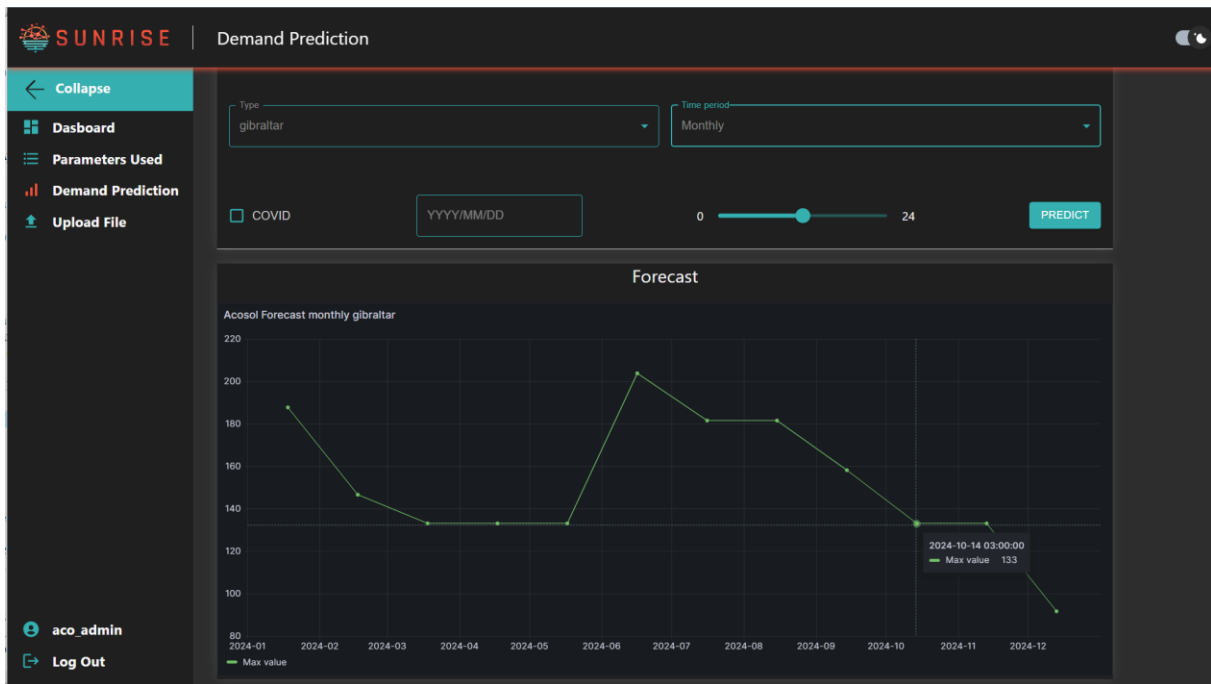 SUNRISE
Demand Prediction
Collapse
Dasboard
Parameters Used
Demand Prediction
Upload File
aco_admin
Log Out
Type
gibraltar
Time period
Monthly
COVID
YYYY/MM/DD
0
24
PREDICT
Forecast
Acosol Forecast monthly gibraltar
220
200
180
160
140
120
100
80
2024-10-14 03:00:00
Max value 133
2024-01 2024-02 2024-03 2024-04 2024-05 2024-06 2024-07 2024-08 2024-09 2024-10 2024-11 2024-12
Max value